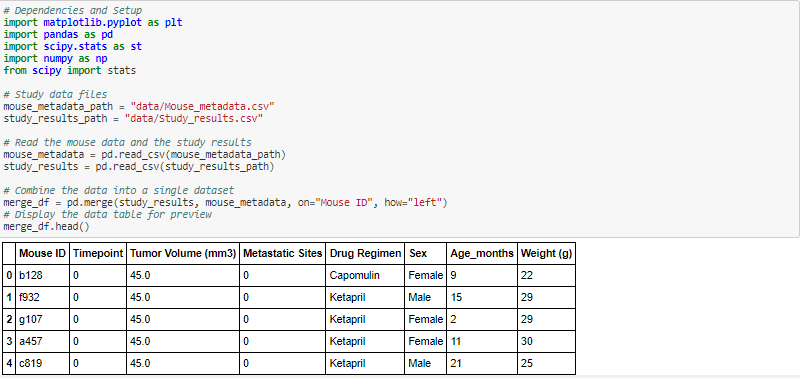 # Dependencies and Setup
import matplotlib.pyplot as plt
import pandas as pd
import scipy.stats as st
import numpy as np
from scipy import stats
# Study data files
mouse_metadata_path = "data/Mouse_metadata.csv"
study_results_path = "data/Study_results.csv"
# Read the mouse data and the study results
mouse_metadata = pd.read_csv(mouse_metadata_path)
study_results = pd.read_csv(study_results_path)
# Combine the data into a single dataset
merge_df = pd.merge(study_results, mouse_metadata, on="Mouse ID", how="left")
# Display the data table for preview
merge_df.head()
Mouse ID Timepoint Tumor Volume (mm3) Metastatic Sites Drug Regimen Sex Age_months Weight (g)
0 b128 0 45.0 0 Capomulin Female 9 22
1 f932 0 45.0 0 Ketapril Male 15 29
2 g107 0 45.0 0 Ketapril Female 2 29
3 a457 0 45.0 0 Ketapril Female 11 30
4 c819 0 45.0 0 Ketapril Male 21 25